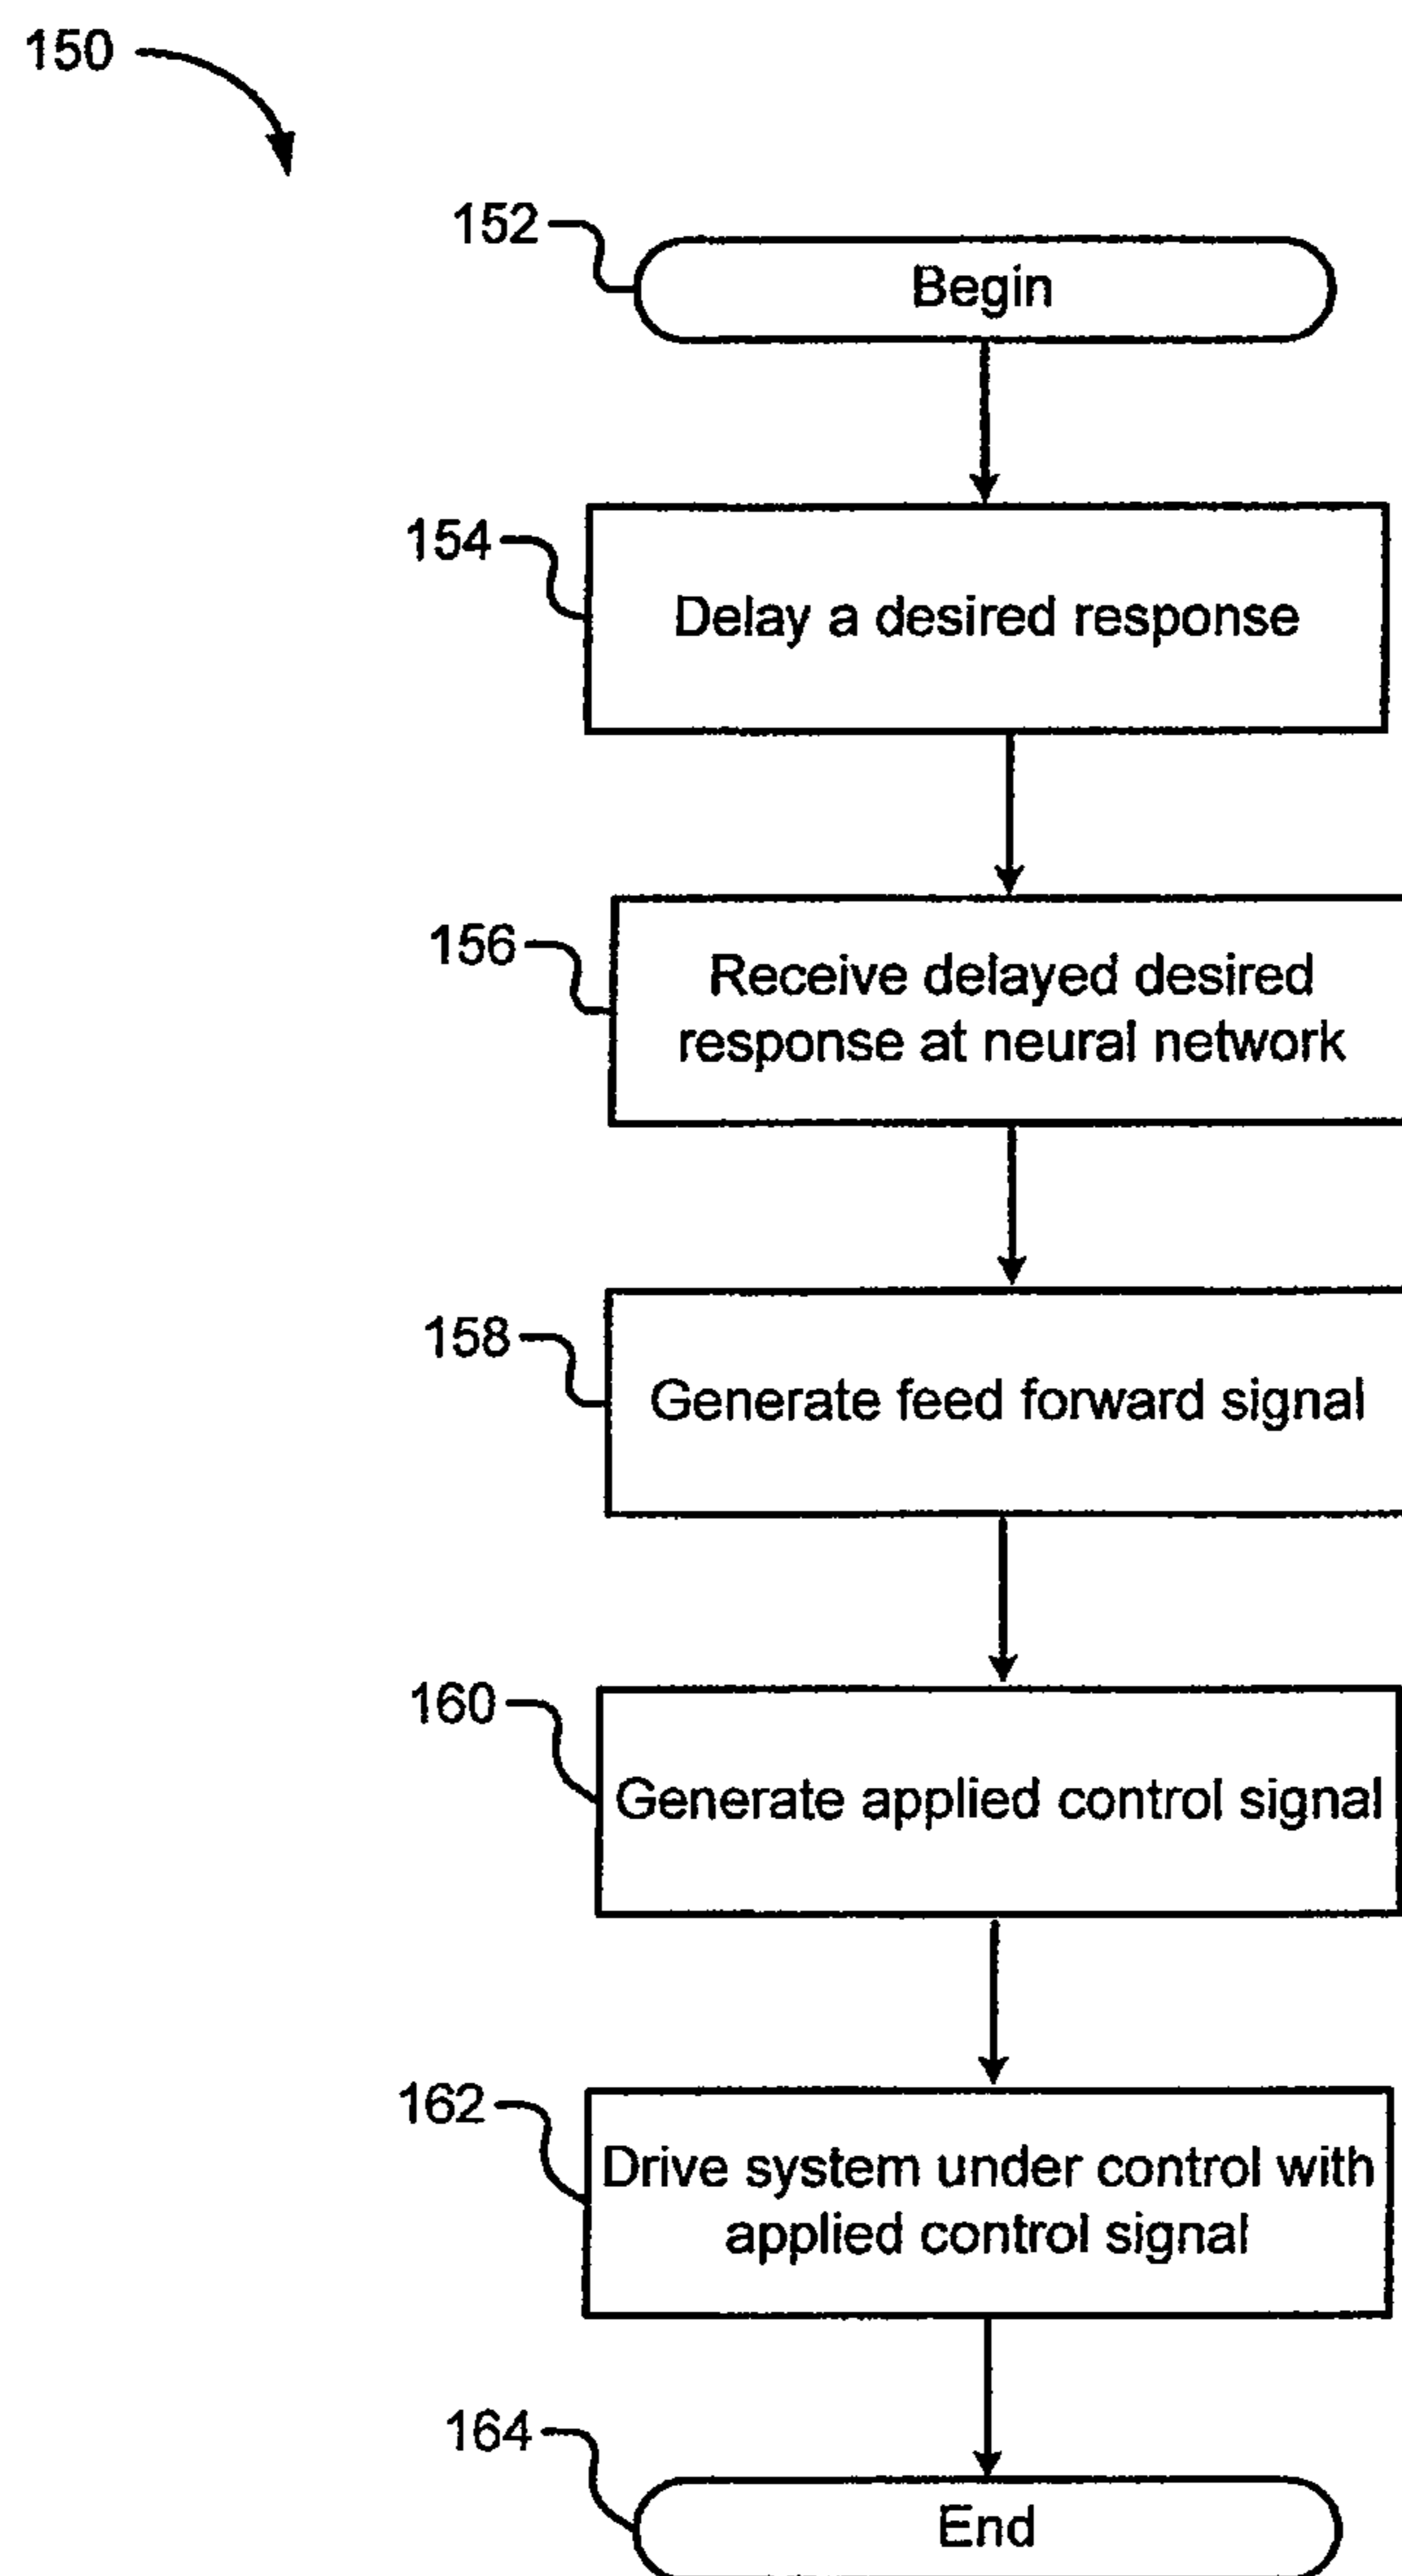 150
152
Begin
154
Delay a desired response
156
Receive delayed desired
response at neural network
158
Generate feed forward signal
160
Generate applied control signal
162
Drive system under control with
applied control signal
164
End